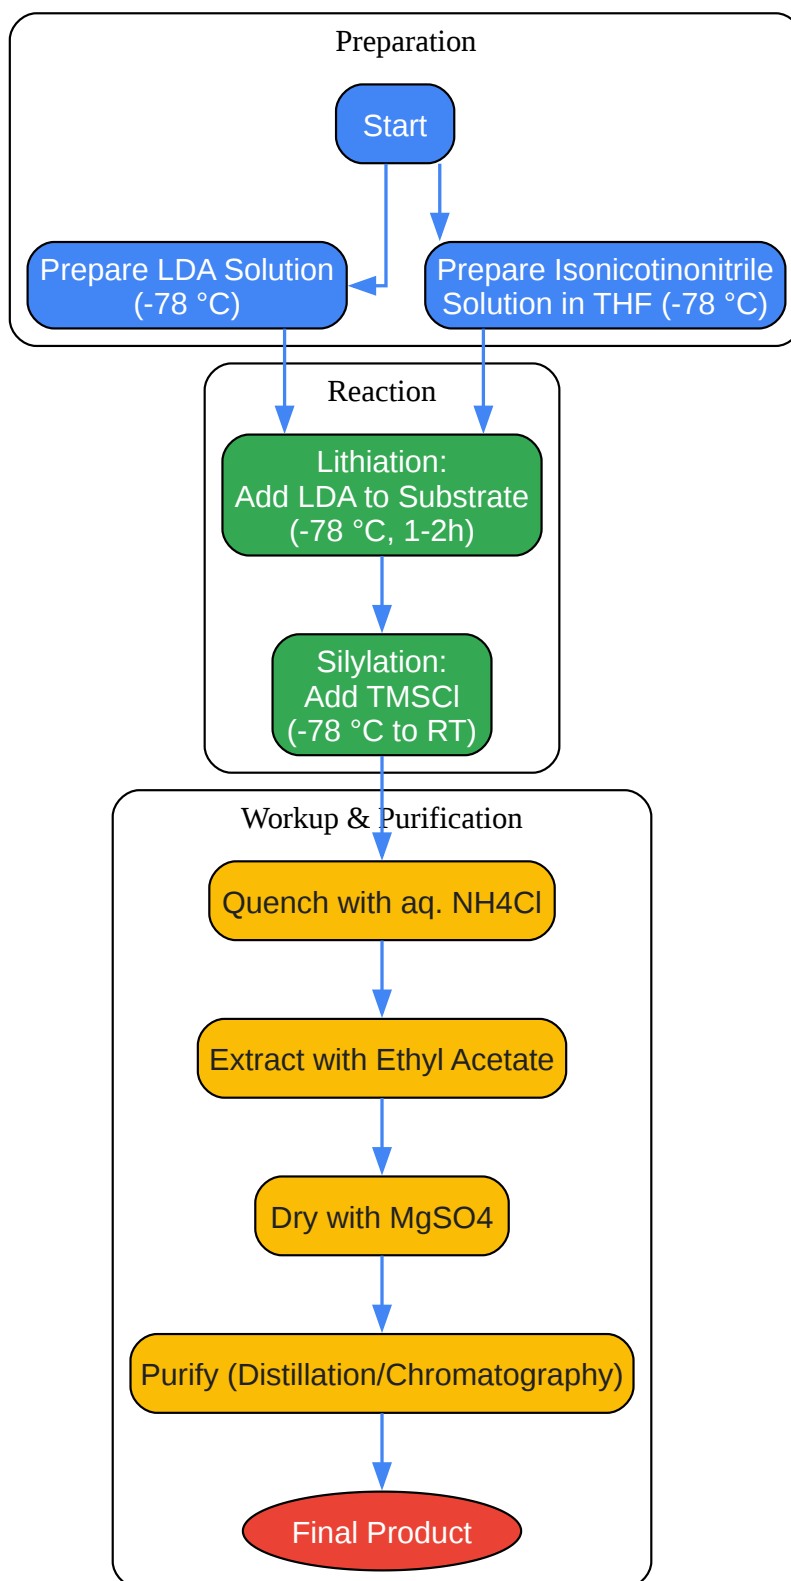 Preparation
Start
Prepare LDA Solution
(-78 °C)
Prepare Isonicotinonitrile
Solution in THF (-78 °C)
Reaction
Lithiation:
Add LDA to Substrate
(-78 °C, 1-2h)
Silylation:
Add TMSCl
(-78 °C to RT)
Workup & Purification
Quench with aq. NH4Cl
Extract with Ethyl Acetate
Dry with MgSO4
Purify (Distillation/Chromatography)
Final Product